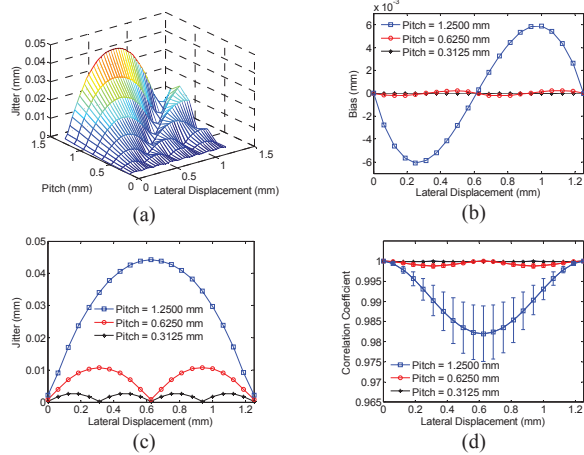 0.05
0.04
0.03
0.02
0.01
0
Jitter (mm)
1.5
1
0.5
0
Pitch (mm)
0
0.5
1.0
1.5
Lateral Displacement (mm)
(a)
x 10⁻³
6
4
2
0
-2
-4
-6
Bias (mm)
Pitch = 1.2500 mm
Pitch = 0.6250 mm
Pitch = 0.3125 mm
0 0.2 0.4 0.6 0.8 1 1.2
Lateral Displacement (mm)
(b)
0.05
0.04
0.03
0.02
0.01
0
Jitter (mm)
Pitch = 1.2500 mm
Pitch = 0.6250 mm
Pitch = 0.3125 mm
0.0 0.2 0.4 0.6 0.8 1.0 1.2
Lateral Displacement (mm)
(c)
1
0.995
0.99
0.985
0.98
0.975
0.97
0.965
Correlation Coefficient
Pitch = 1.2500 mm
Pitch = 0.6250 mm
Pitch = 0.3125 mm
0 0.2 0.4 0.6 0.8 1 1.2
Lateral Displacement (mm)
(d)